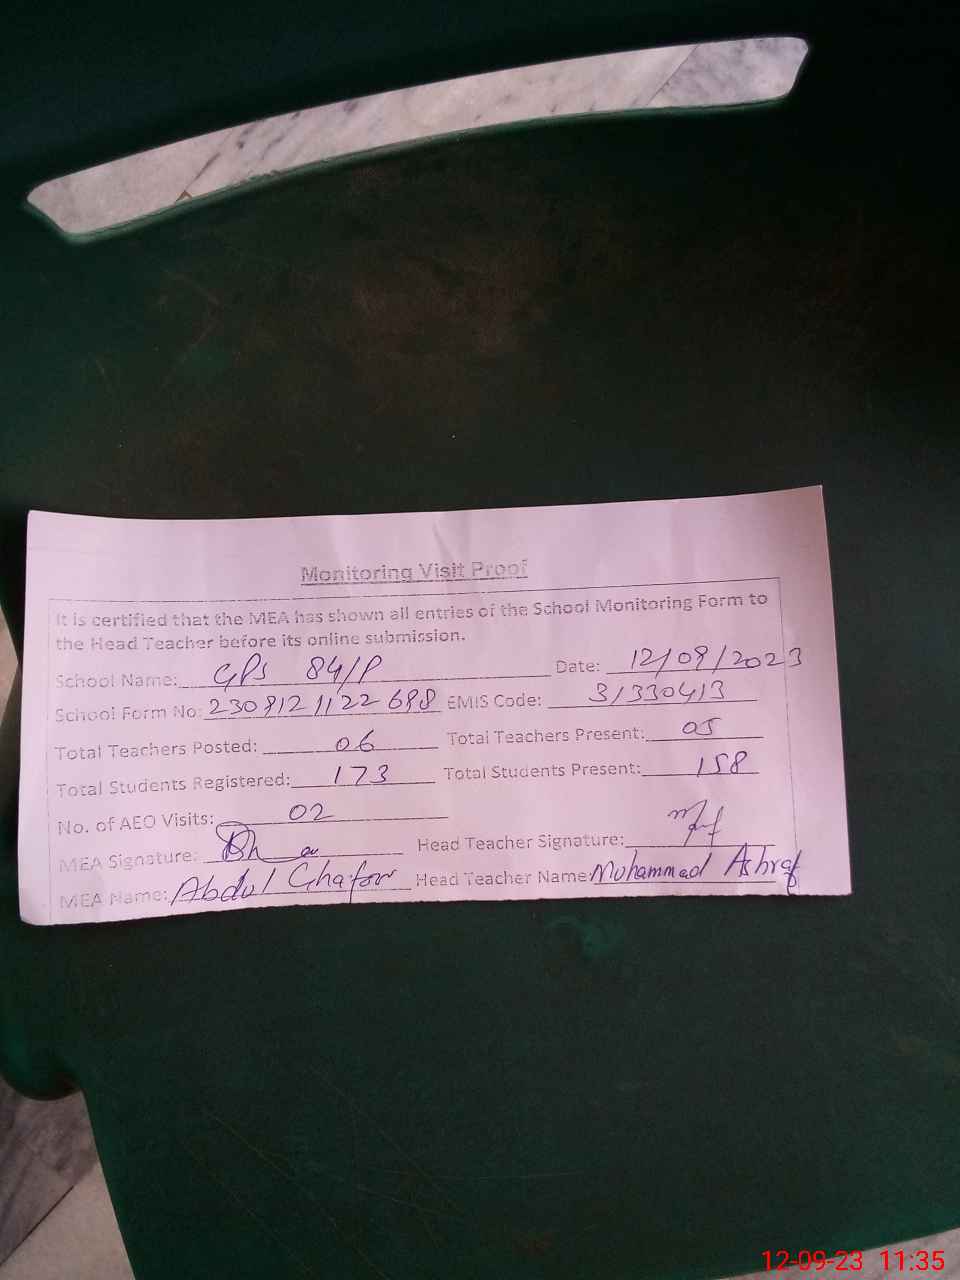 Monitoring Visit Proof
It is certified that the MEA has shown all entries of the School Monitoring Form to
the Head Teacher before its online submission.
School Name: GPS 84/P Date: 12/09/2023
School Form No: 230812 1122 688 EMIS Code: 31330413
Total Teachers Posted: 06 Total Teachers Present: 05
Total Students Registered: 173 Total Students Present: 158
No. of AEO Visits: 02
MEA Signature: Head Teacher Signature:
MEA Name: Abdul Ghafoor Head Teacher Name: Mohammad Ashraf
12-09-23 11:35